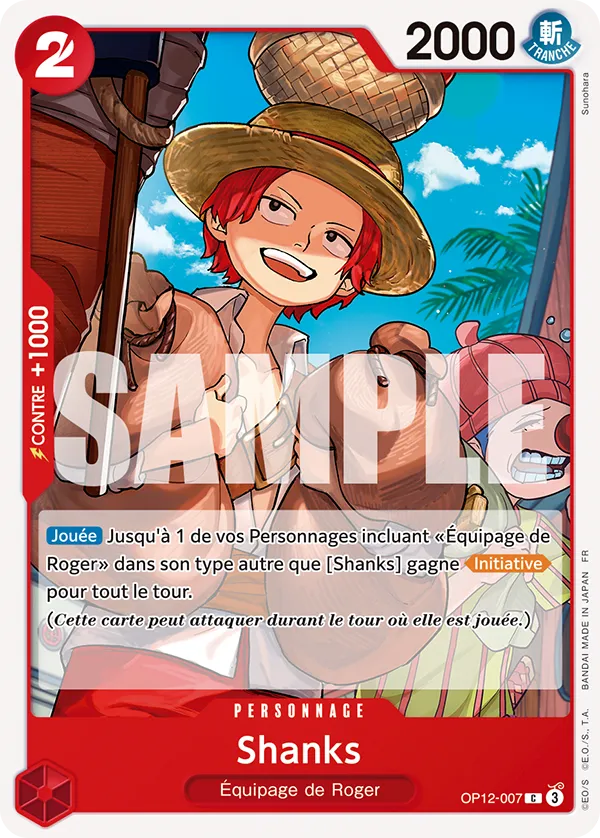 2
2000
斬
TRANCHE
Sunohara
CONTRE +1000
SAMPLE
Jouée Jusqu'à 1 de vos Personnages incluant «Équipage de
Roger» dans son type autre que [Shanks] gagne Initiative
pour tout le tour.
(Cette carte peut attaquer durant le tour où elle est jouée.)
PERSONNAGE
Shanks
Équipage de Roger
OP12-007 C 3
©EO/S ©E.O./S., T.A. BANDAI MADE IN JAPAN FR